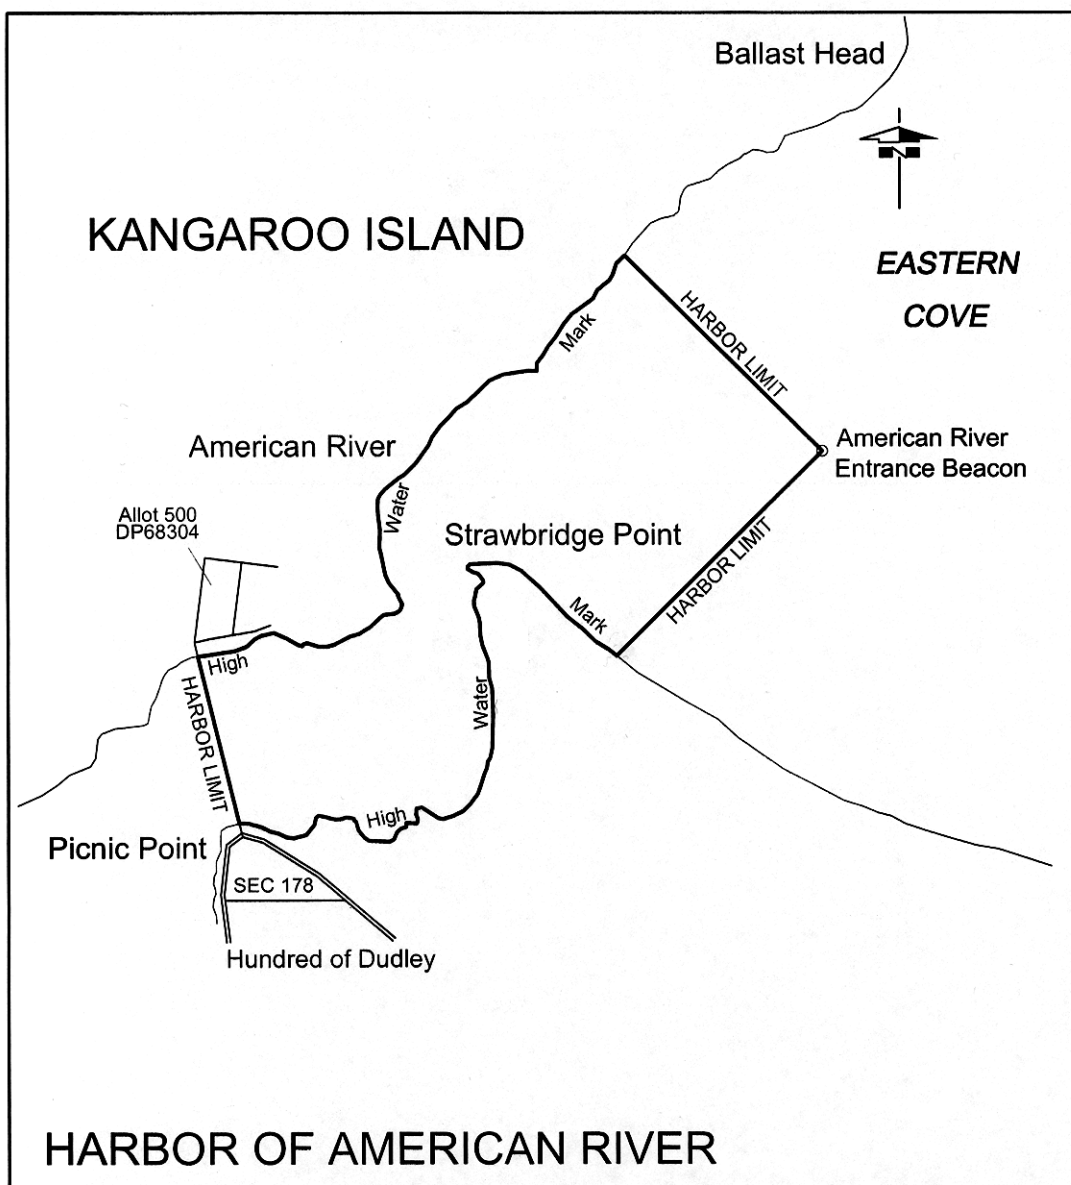 Ballast Head
N
KANGAROO ISLAND
EASTERN
COVE
HARBOR LIMIT
Mark
American River
American River
Entrance Beacon
Water
Allot 500
DP68304
Strawbridge Point
HARBOR LIMIT
Mark
High
HARBOR LIMIT
Water
High
Picnic Point
SEC 178
Hundred of Dudley
HARBOR OF AMERICAN RIVER